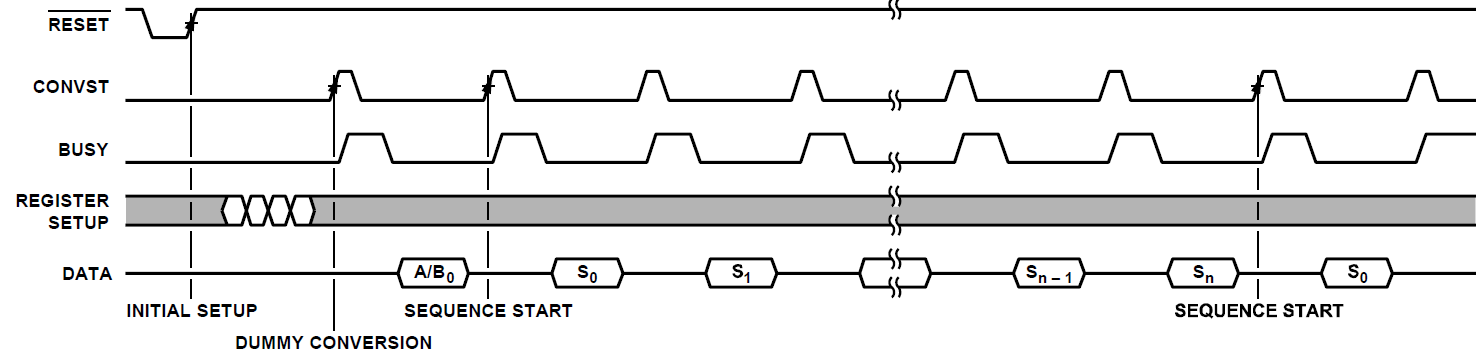 RESET
CONVST
BUSY
REGISTER
SETUP
DATA
A/B0
S0
S1
Sn – 1
Sn
S0
INITIAL SETUP
SEQUENCE START
SEQUENCE START
DUMMY CONVERSION